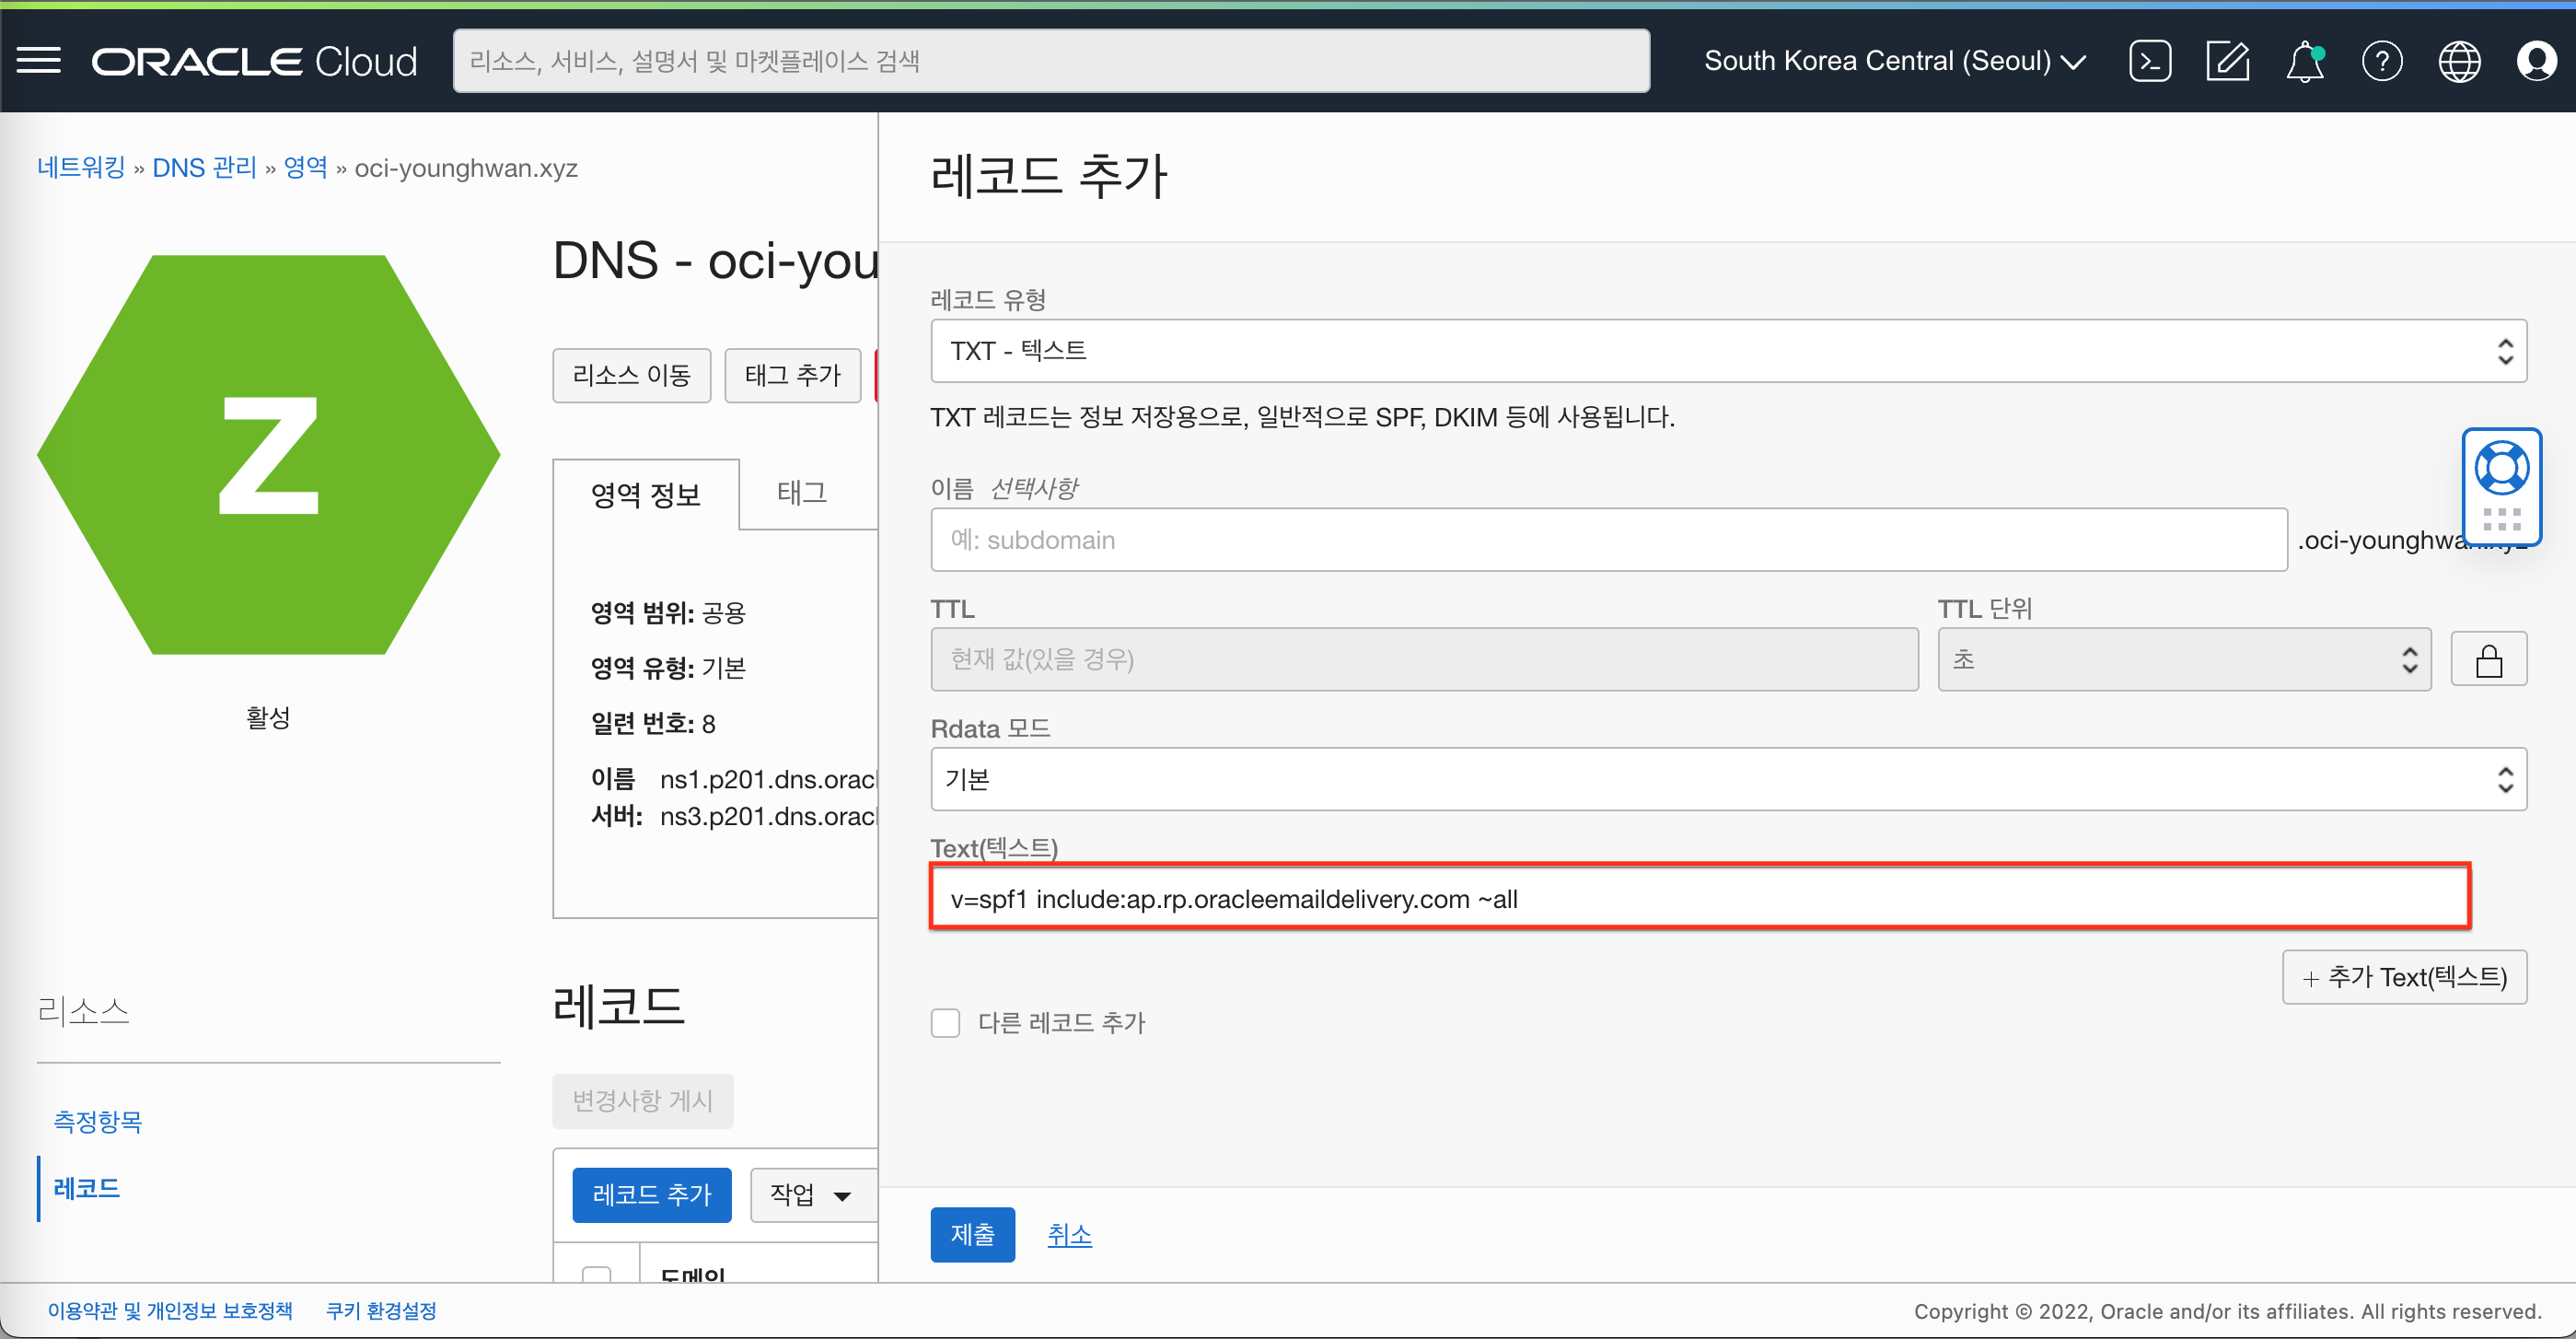 ORACLE Cloud
리소스, 서비스, 설명서 및 마켓플레이스 검색
South Korea Central (Seoul)
네트워킹 » DNS 관리 » 영역 » oci-younghwan.xyz
Z
활성
DNS - oci-you
리소스 이동
태그 추가
영역 정보
태그
영역 범위: 공용
영역 유형: 기본
일련 번호: 8
이름 서버: ns1.p201.dns.oracl
ns3.p201.dns.oracl
리소스
측정항목
레코드
레코드
변경사항 게시
레코드 추가
작업
도메인
레코드 추가
레코드 유형
TXT - 텍스트
TXT 레코드는 정보 저장용으로, 일반적으로 SPF, DKIM 등에 사용됩니다.
이름 선택사항
예: subdomain
.oci-younghwan.xyz
TTL
현재 값(있을 경우)
TTL 단위
초
Rdata 모드
기본
Text(텍스트)
v=spf1 include:ap.rp.oracleemaildelivery.com ~all
+ 추가 Text(텍스트)
다른 레코드 추가
제출
취소
이용약관 및 개인정보 보호정책
쿠키 환경설정
Copyright © 2022, Oracle and/or its affiliates. All rights reserved.